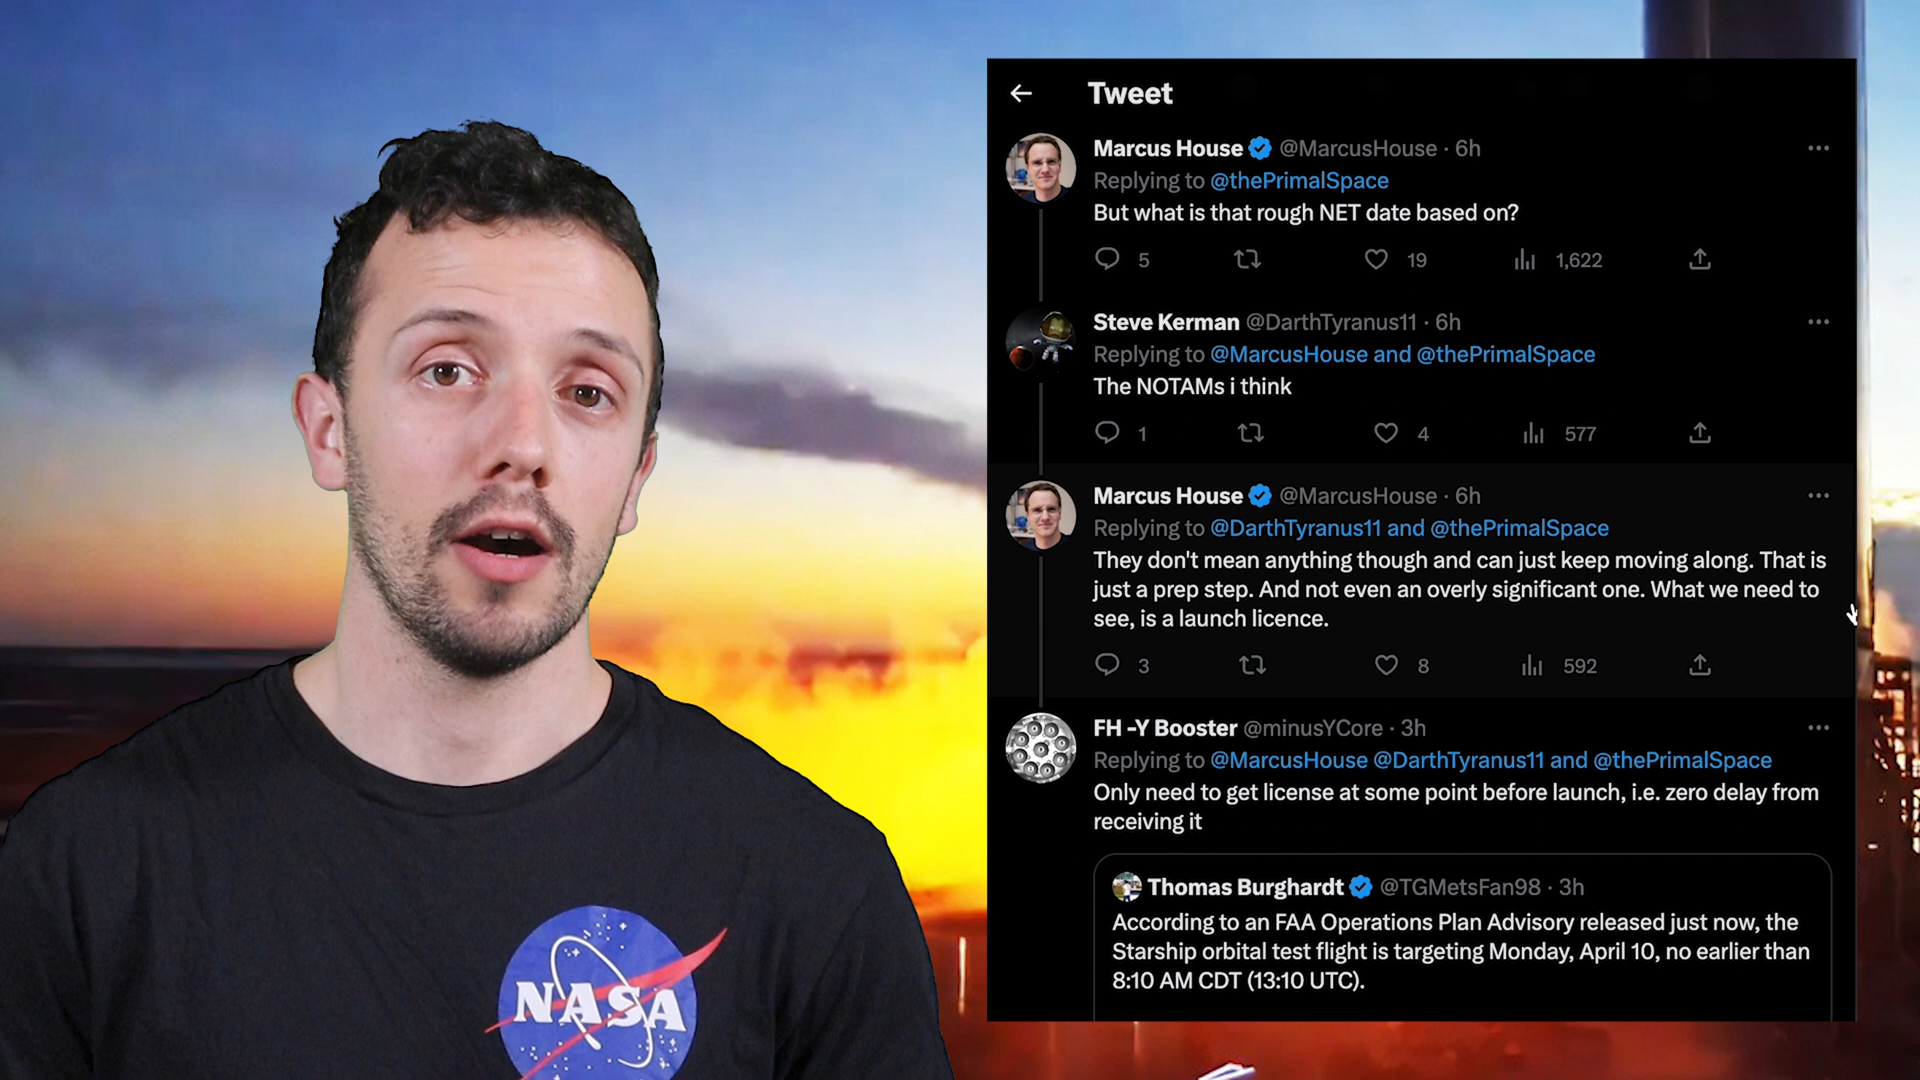 Tweet
Marcus House @MarcusHouse · 6h
Replying to @thePrimalSpace
But what is that rough NET date based on?
5 19 1,622
Steve Kerman @DarthTyranus11 · 6h
Replying to @MarcusHouse and @thePrimalSpace
The NOTAMs i think
1 4 577
Marcus House @MarcusHouse · 6h
Replying to @DarthTyranus11 and @thePrimalSpace
They don't mean anything though and can just keep moving along. That is
just a prep step. And not even an overly significant one. What we need to
see, is a launch licence.
3 8 592
FH -Y Booster @minusYCore · 3h
Replying to @MarcusHouse @DarthTyranus11 and @thePrimalSpace
Only need to get license at some point before launch, i.e. zero delay from
receiving it
Thomas Burghardt @TGMetsFan98 · 3h
According to an FAA Operations Plan Advisory released just now, the
Starship orbital test flight is targeting Monday, April 10, no earlier than
8:10 AM CDT (13:10 UTC).
NASA